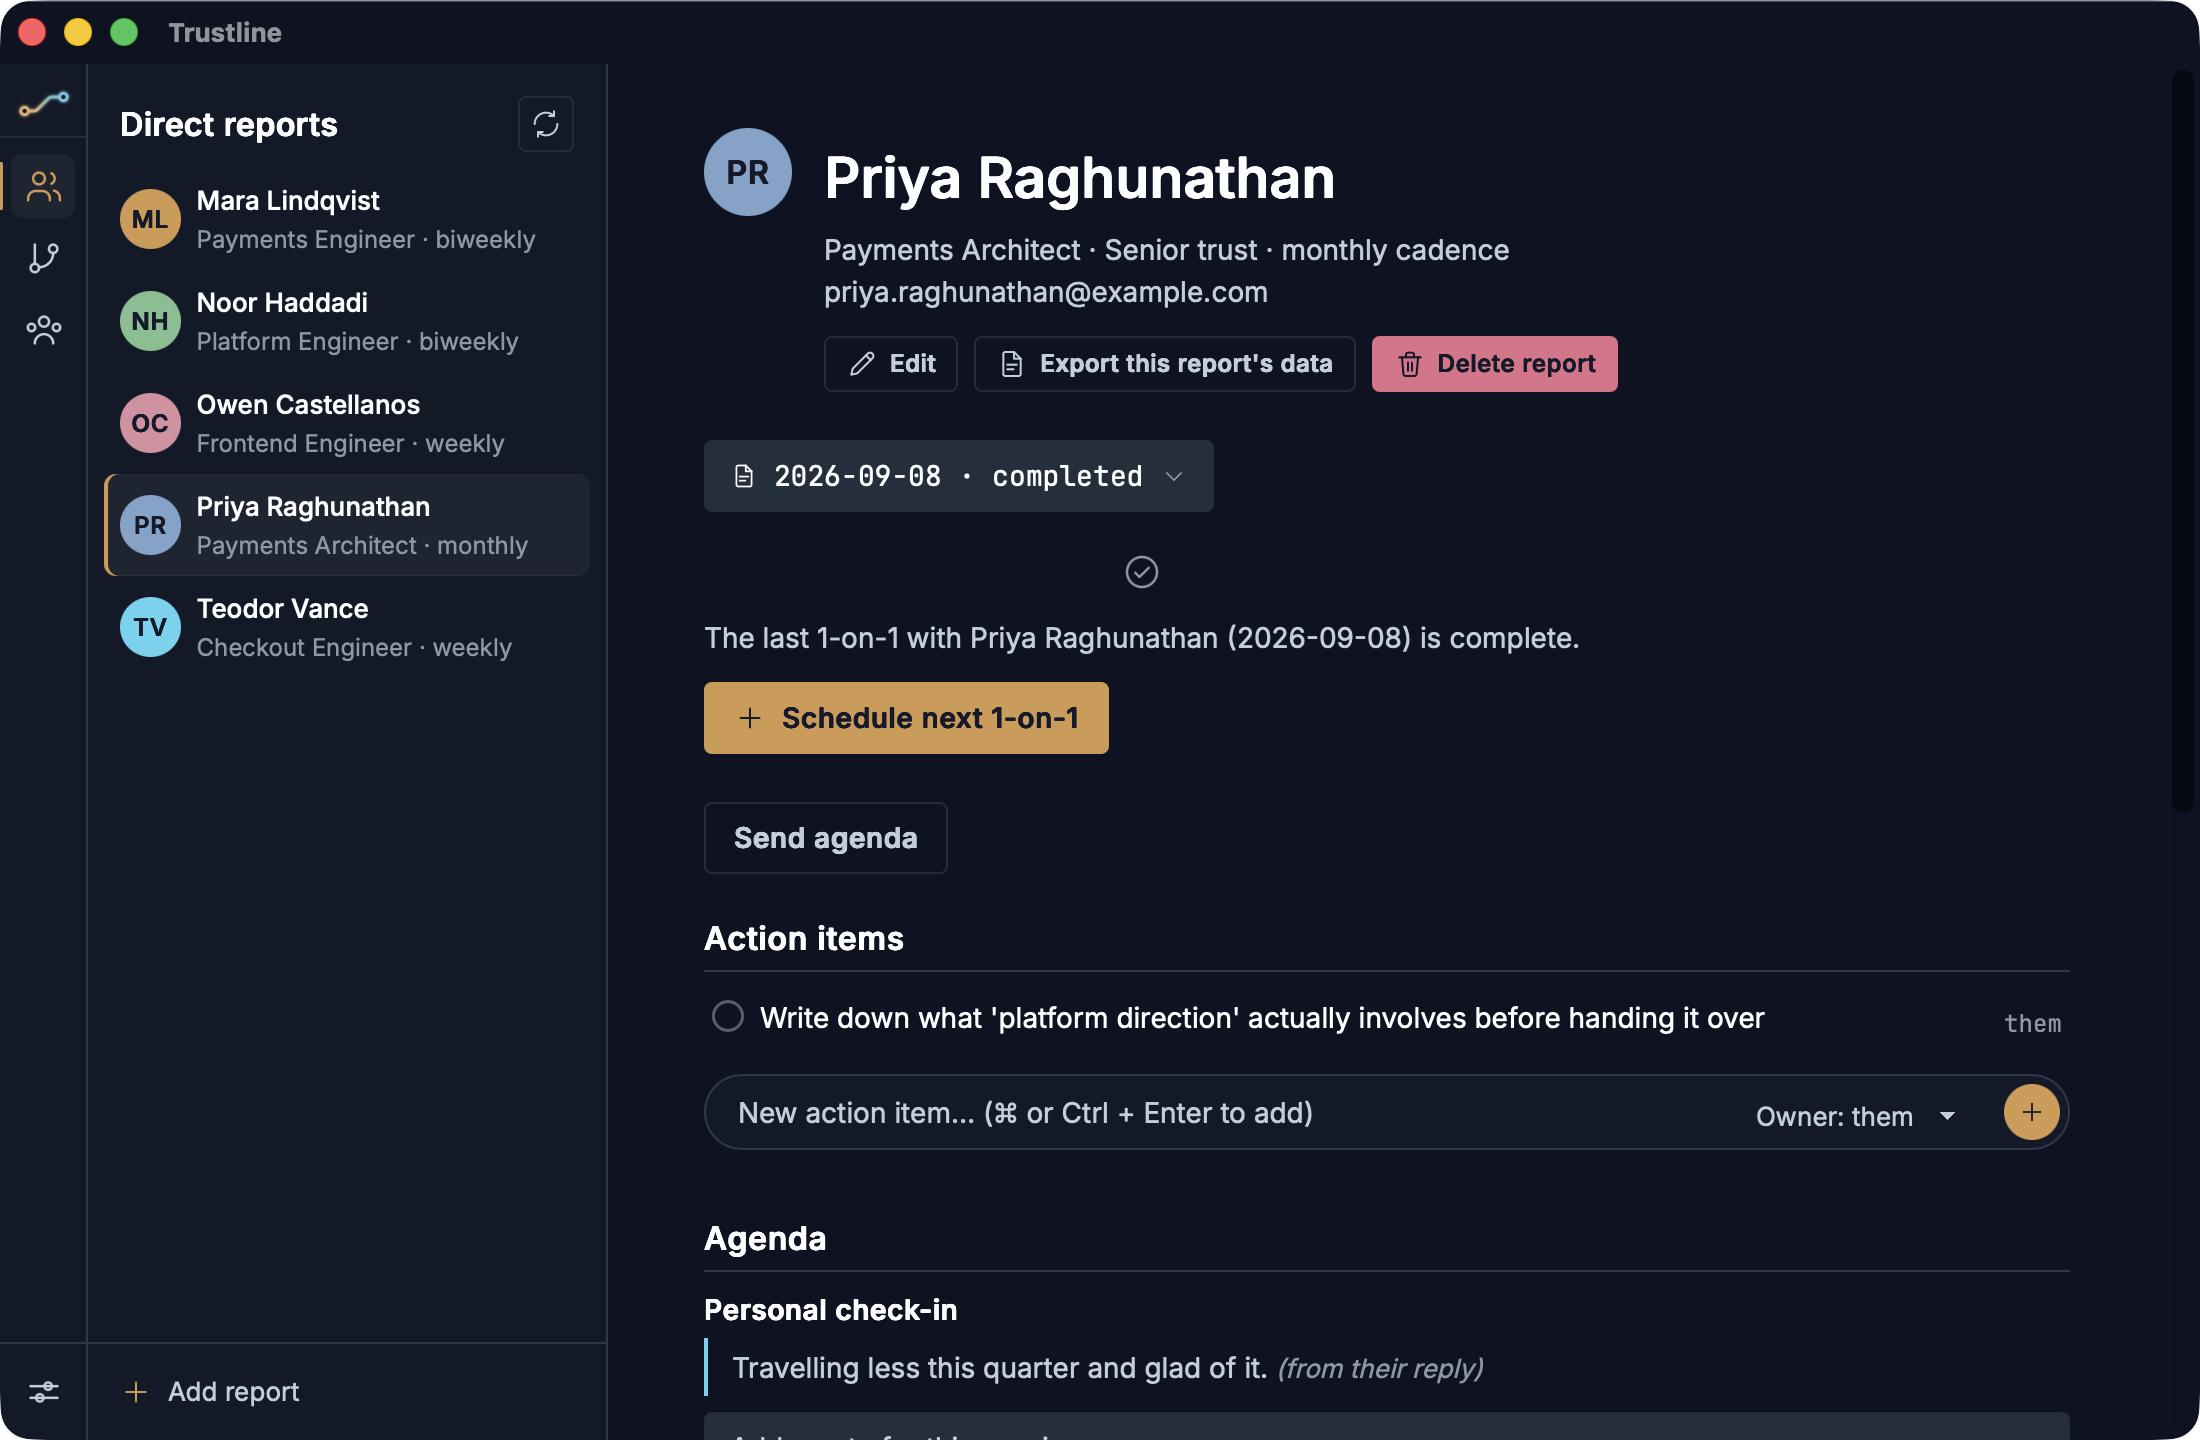 Trustline
Direct reports
ML
Mara Lindqvist
Payments Engineer · biweekly
NH
Noor Haddadi
Platform Engineer · biweekly
OC
Owen Castellanos
Frontend Engineer · weekly
PR
Priya Raghunathan
Payments Architect · monthly
TV
Teodor Vance
Checkout Engineer · weekly
Add report
PR
Priya Raghunathan
Payments Architect · Senior trust · monthly cadence
priya.raghunathan@example.com
Edit
Export this report's data
Delete report
2026-09-08 · completed
The last 1-on-1 with Priya Raghunathan (2026-09-08) is complete.
Schedule next 1-on-1
Send agenda
Action items
Write down what 'platform direction' actually involves before handing it over
them
New action item... (⌘ or Ctrl + Enter to add)
Owner: them
Agenda
Personal check-in
Travelling less this quarter and glad of it. (from their reply)